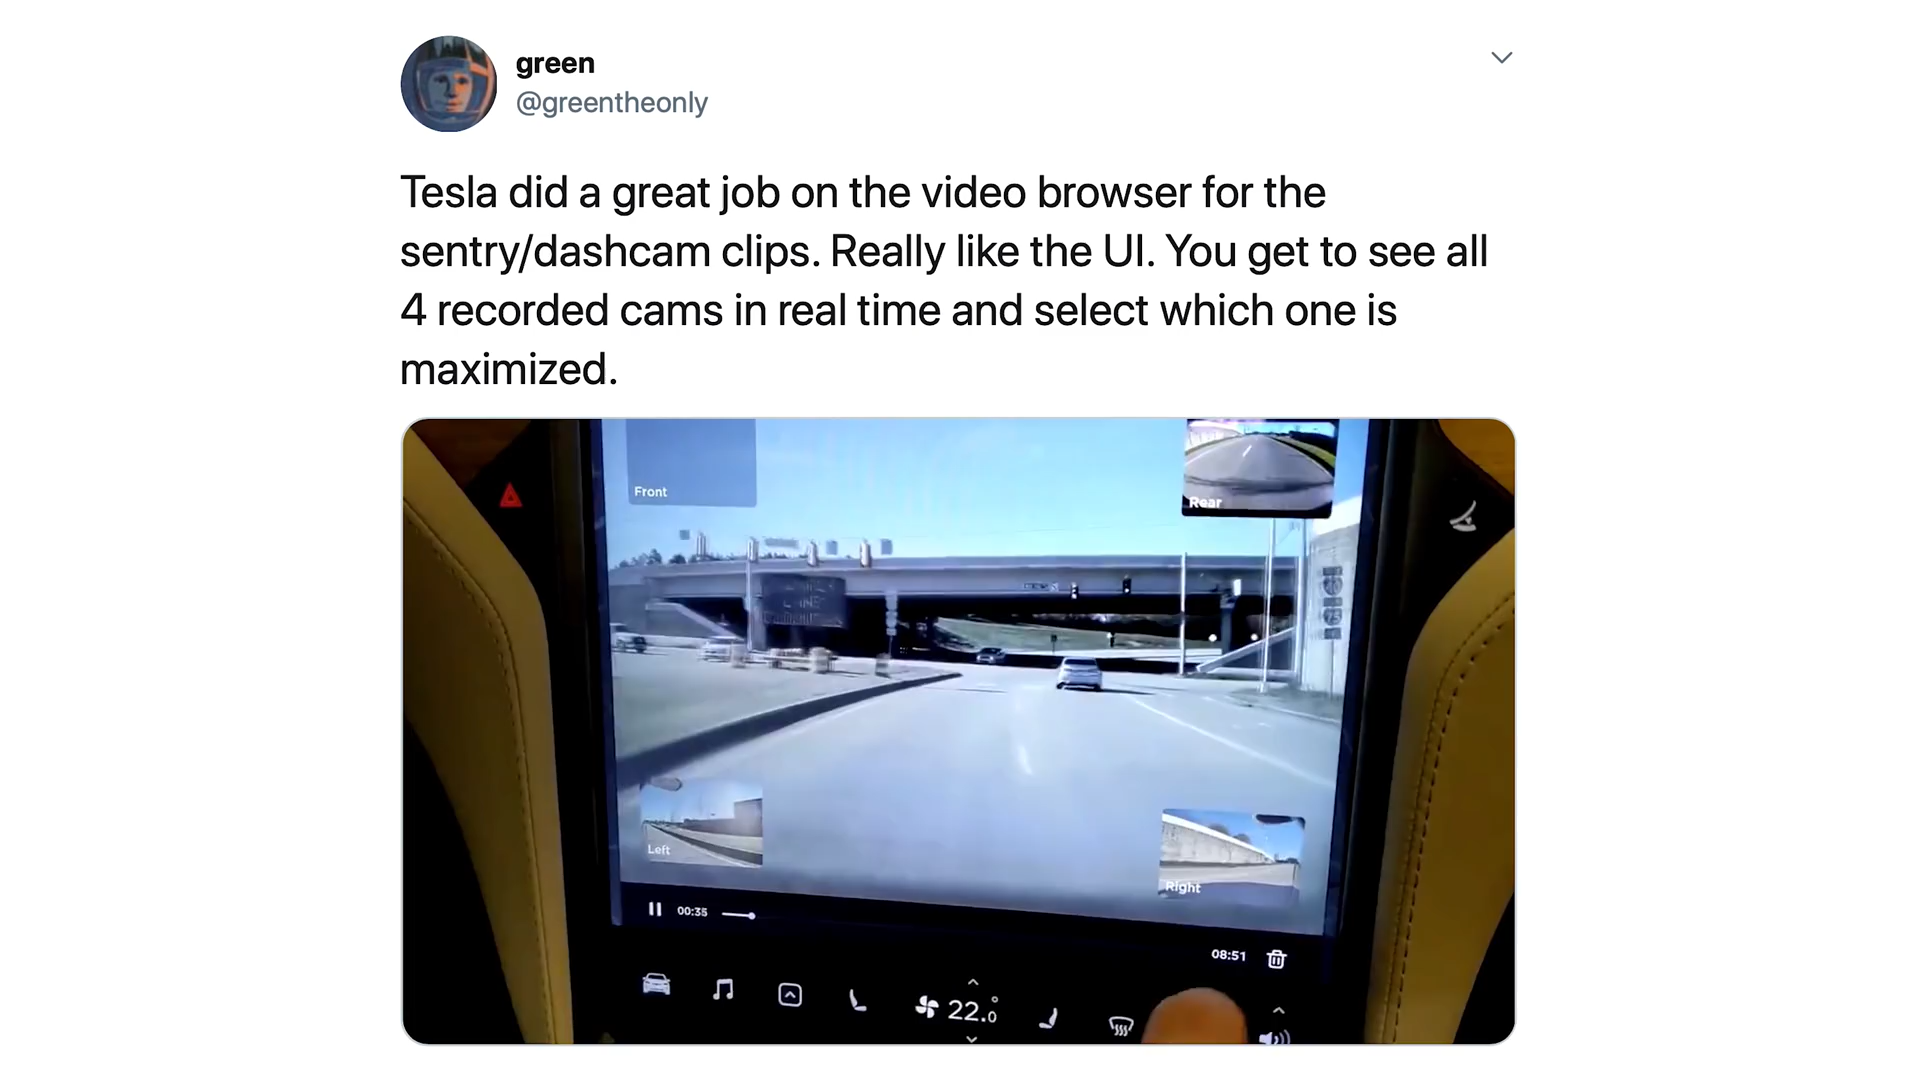 green
@greentheonly
Tesla did a great job on the video browser for the
sentry/dashcam clips. Really like the UI. You get to see all
4 recorded cams in real time and select which one is
maximized.
Front
Rear
Left
Right
00:35
08:51
22.0°